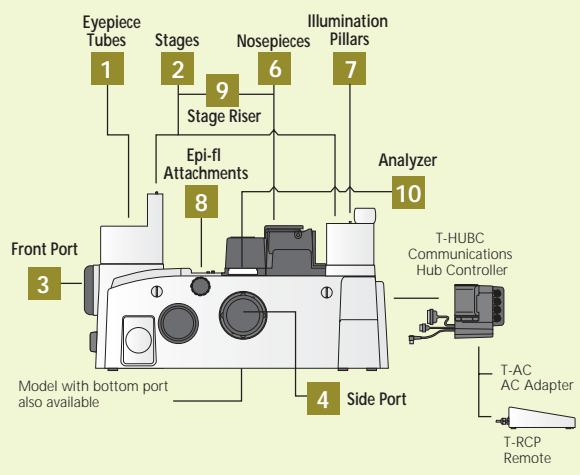 Eyepiece
Tubes
1
Stages
2
Nosepieces
6
Illumination
Pillars
7
9
Stage Riser
Epi-fl
Attachments
8
Analyzer
10
Front Port
3
T-HUBC
Communications
Hub Controller
Model with bottom port
also available
4 Side Port
T-AC
AC Adapter
T-RCP
Remote